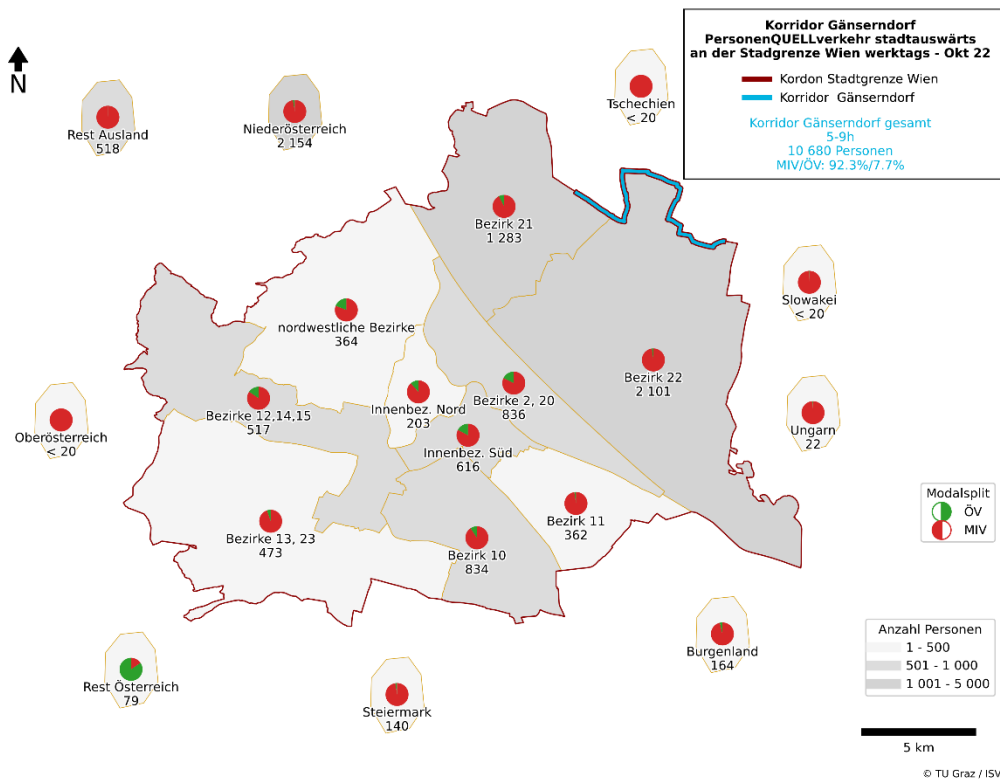 Korridor Gänserndorf
PersonenQUELLverkehr stadtauswärts
an der Stadgrenze Wien werktags - Okt 22
Kordon Stadtgrenze Wien
Korridor Gänserndorf
Korridor Gänserndorf gesamt
5-9h
10 680 Personen
MIV/ÖV: 92.3%/7.7%
N
Rest Ausland
518
Niederösterreich
2 154
Tschechien
< 20
Bezirk 21
1 283
Slowakei
< 20
nordwestliche Bezirke
364
Bezirk 22
2 101
Bezirke 12,14,15
517
Innenbez. Nord
203
Bezirke 2, 20
836
Oberösterreich
< 20
Ungarn
22
Innenbez. Süd
616
Bezirk 11
362
Bezirke 13, 23
473
Bezirk 10
834
Modalsplit
ÖV
MIV
Burgenland
164
Rest Österreich
79
Steiermark
140
Anzahl Personen
1 - 500
501 - 1 000
1 001 - 5 000
5 km
© TU Graz / ISV